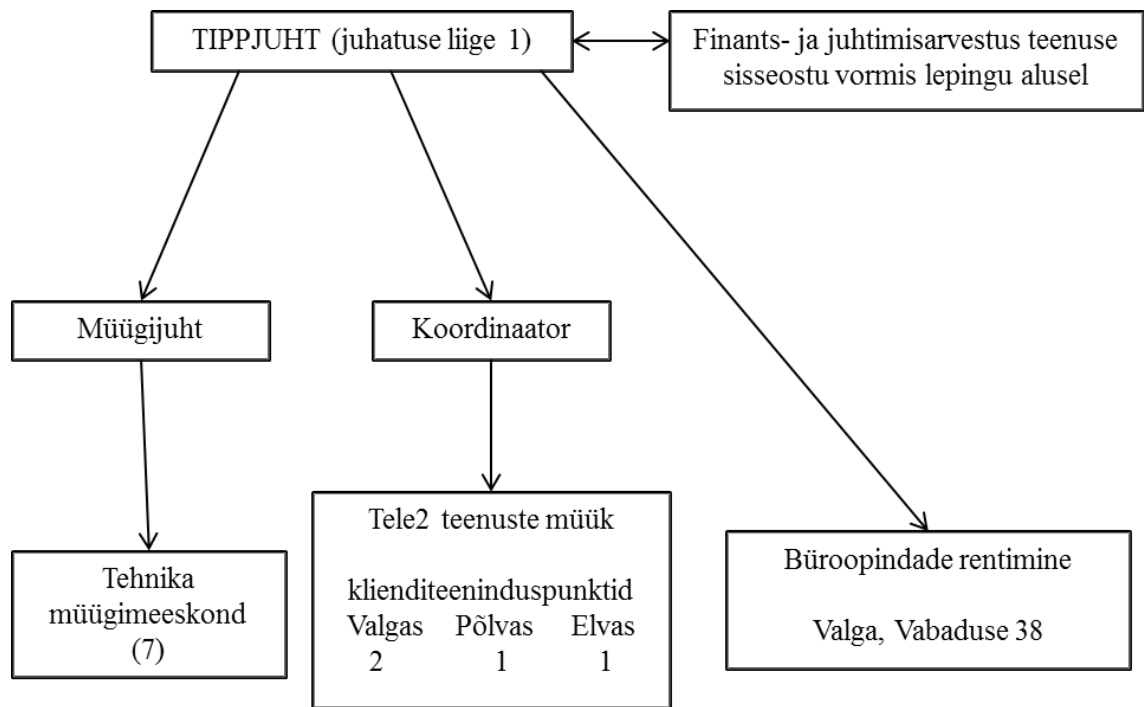 TIPPJUHT (juhatuse liige 1)
Finants- ja juhtimisarvestus teenuse
sisseostu vormis lepingu alusel
Müügijuht
Koordinaator
Tehnika
müügimeeskond
(7)
Tele2 teenuste müük
klienditeeninduspunktid
Valgas Põlvas Elvas
2 1 1
Büroopindade rentimine
Valga, Vabaduse 38